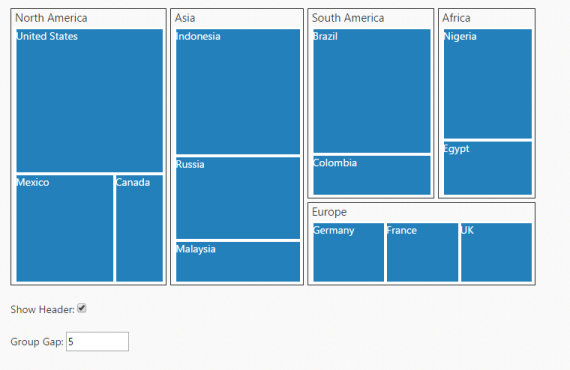 North America
United States
Mexico
Canada
Asia
Indonesia
Russia
Malaysia
South America
Brazil
Colombia
Africa
Nigeria
Egypt
Europe
Germany
France
UK
Show Header:
Group Gap: 5